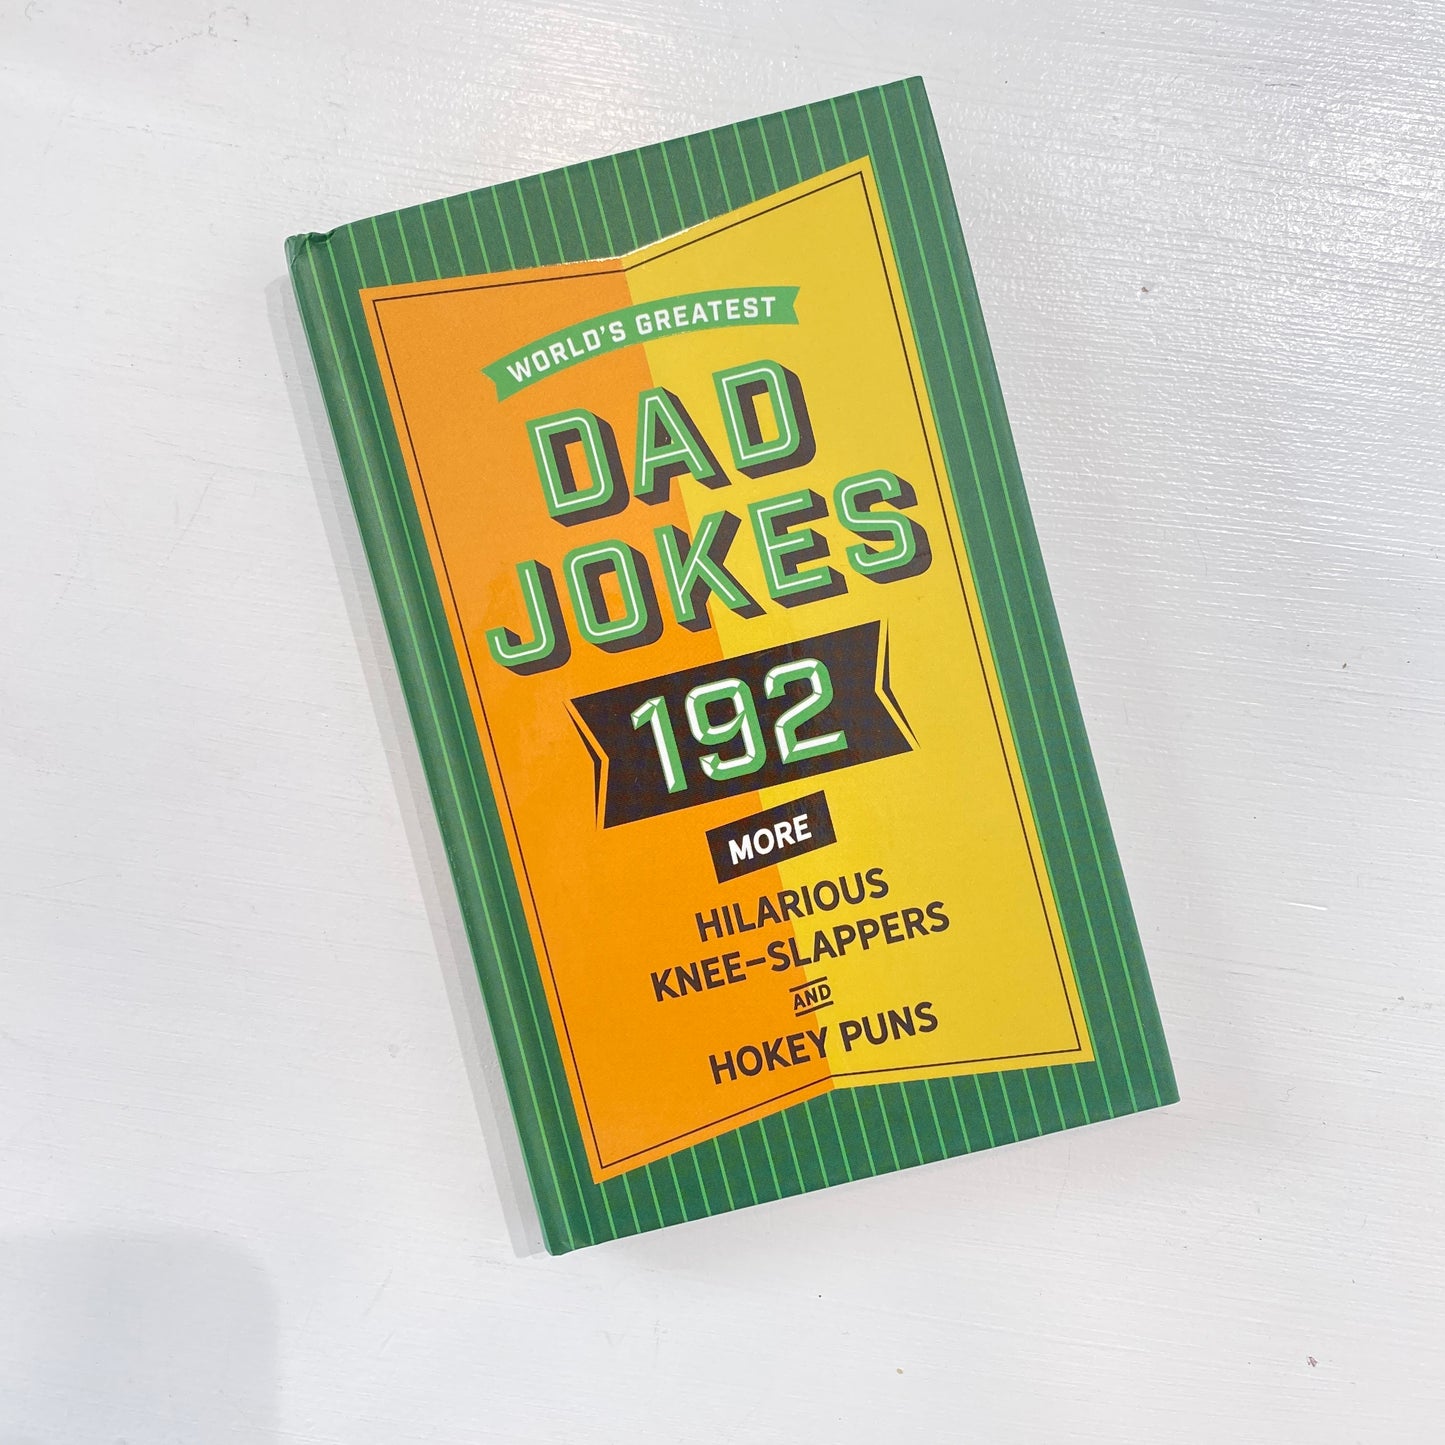 WORLD'S GREATEST
DAD
JOKES
192
MORE
HILARIOUS
KNEE-SLAPPERS
AND
HOKEY PUNS